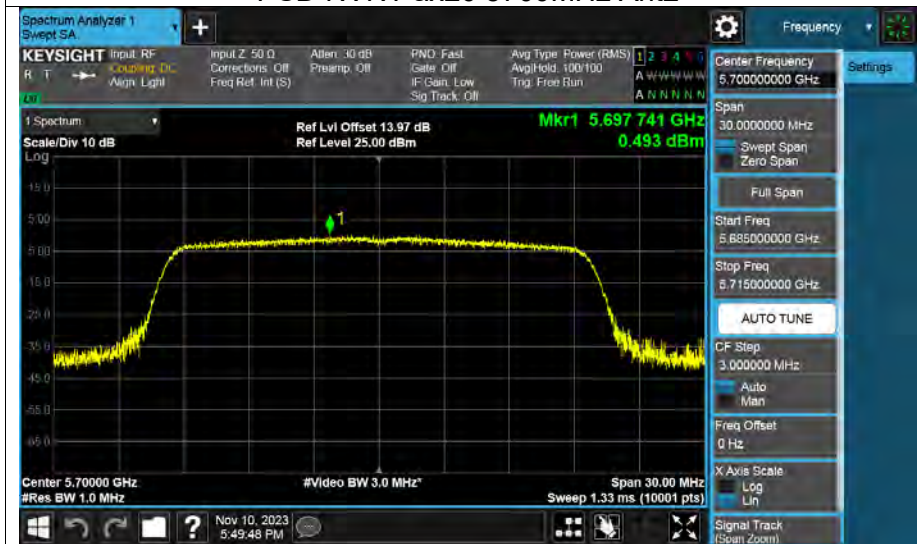 Spectrum Analyzer 1
Swept SA
+
Frequency
KEYSIGHT
R T
Input: RF
Coupling: DC
Align: Light
Input Z: 50 Ω
Corrections: Off
Freq Ref: Int (S)
Atten: 30 dB
Preamp: Off
PNO: Fast
Gate: Off
IF Gain: Low
Sig Track: Off
Avg Type: Power (RMS)
Avg|Hold: 100/100
Trig: Free Run
1 2 3 4 5 6
A W W W W W
A N N N N N
1 Spectrum
Scale/Div 10 dB
Log
Ref Lvl Offset 13.97 dB
Ref Level 25.00 dBm
Mkr1 5.697 741 GHz
0.493 dBm
15.0
5.00
1
-5.00
-15.0
-25.0
-35.0
-45.0
-55.0
-65.0
Center 5.70000 GHz
#Res BW 1.0 MHz
#Video BW 3.0 MHz*
Span 30.00 MHz
Sweep 1.33 ms (10001 pts)
?
Nov 10, 2023
5:49:48 PM
Center Frequency
5.700000000 GHz
Settings
Span
30.0000000 MHz
Swept Span
Zero Span
Full Span
Start Freq
5.685000000 GHz
Stop Freq
5.715000000 GHz
AUTO TUNE
CF Step
3.000000 MHz
Auto
Man
Freq Offset
0 Hz
X Axis Scale
Log
Lin
Signal Track
(Span Zoom)